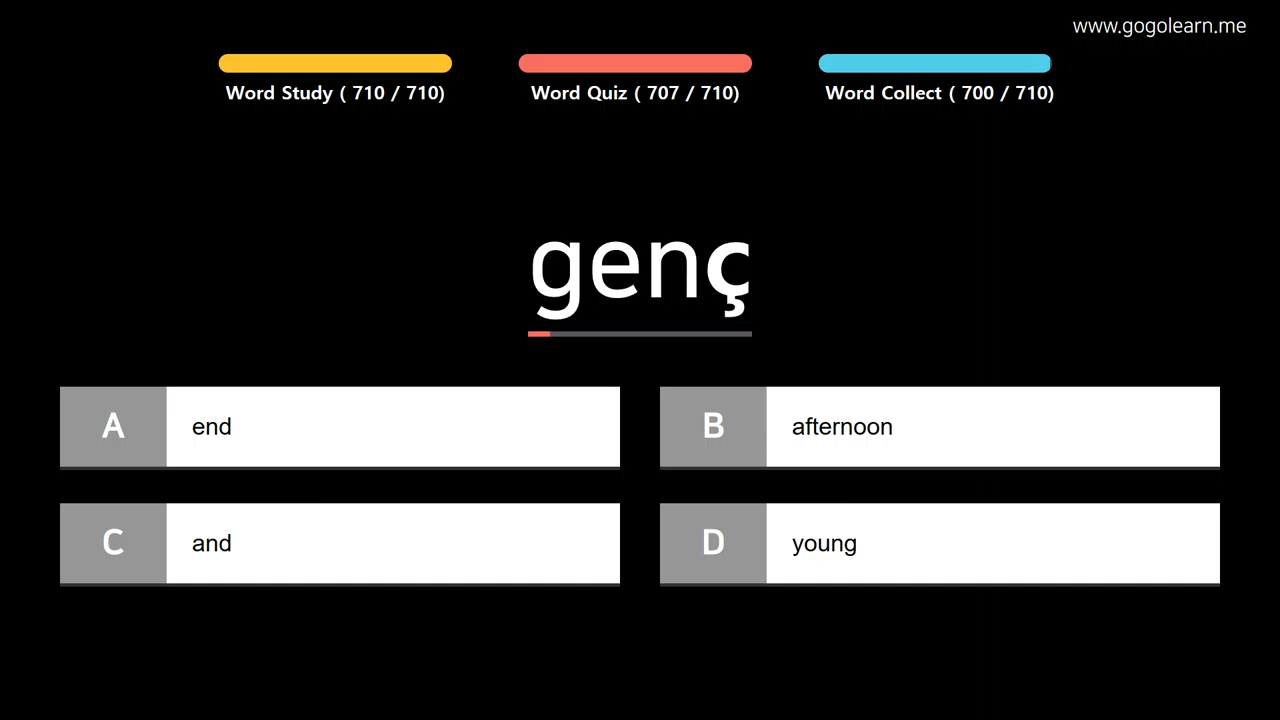 www.gogolearn.me
Word Study ( 710 / 710)
Word Quiz ( 707 / 710)
Word Collect ( 700 / 710)
genç
A end
B afternoon
C and
D young